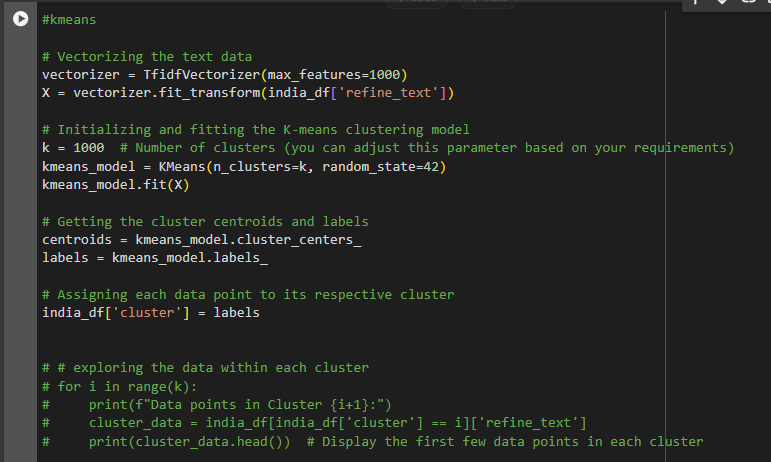 #kmeans
# Vectorizing the text data
vectorizer = TfidfVectorizer(max_features=1000)
X = vectorizer.fit_transform(india_df['refine_text'])
# Initializing and fitting the K-means clustering model
k = 1000  # Number of clusters (you can adjust this parameter based on your requirements)
kmeans_model = KMeans(n_clusters=k, random_state=42)
kmeans_model.fit(X)
# Getting the cluster centroids and labels
centroids = kmeans_model.cluster_centers_
labels = kmeans_model.labels_
# Assigning each data point to its respective cluster
india_df['cluster'] = labels
# # exploring the data within each cluster
# for i in range(k):
#     print(f"Data points in Cluster {i+1}:")
#     cluster_data = india_df[india_df['cluster'] == i]['refine_text']
#     print(cluster_data.head())  # Display the first few data points in each cluster